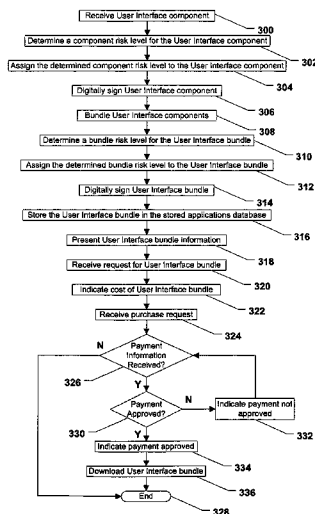 Receive User Interface component
300
Determine a component risk level for the User Interface component
302
Assign the determined component risk level to the User Interface component
304
Digitally sign User Interface component
306
Bundle User Interface components
308
Determine a bundle risk level for the User Interface bundle
310
Assign the determined bundle risk level to the User Interface bundle
312
Digitally sign User Interface bundle
314
Store the User Interface bundle in the stored applications database
316
Present User Interface bundle information
318
Receive request for User Interface bundle
320
Indicate cost of User Interface bundle
322
Receive purchase request
324
N
Payment
Information
Received?
326
Y
Payment
Approved?
N
Indicate payment not
approved
330
332
Y
Indicate payment approved
334
Download User Interface bundle
336
End
328